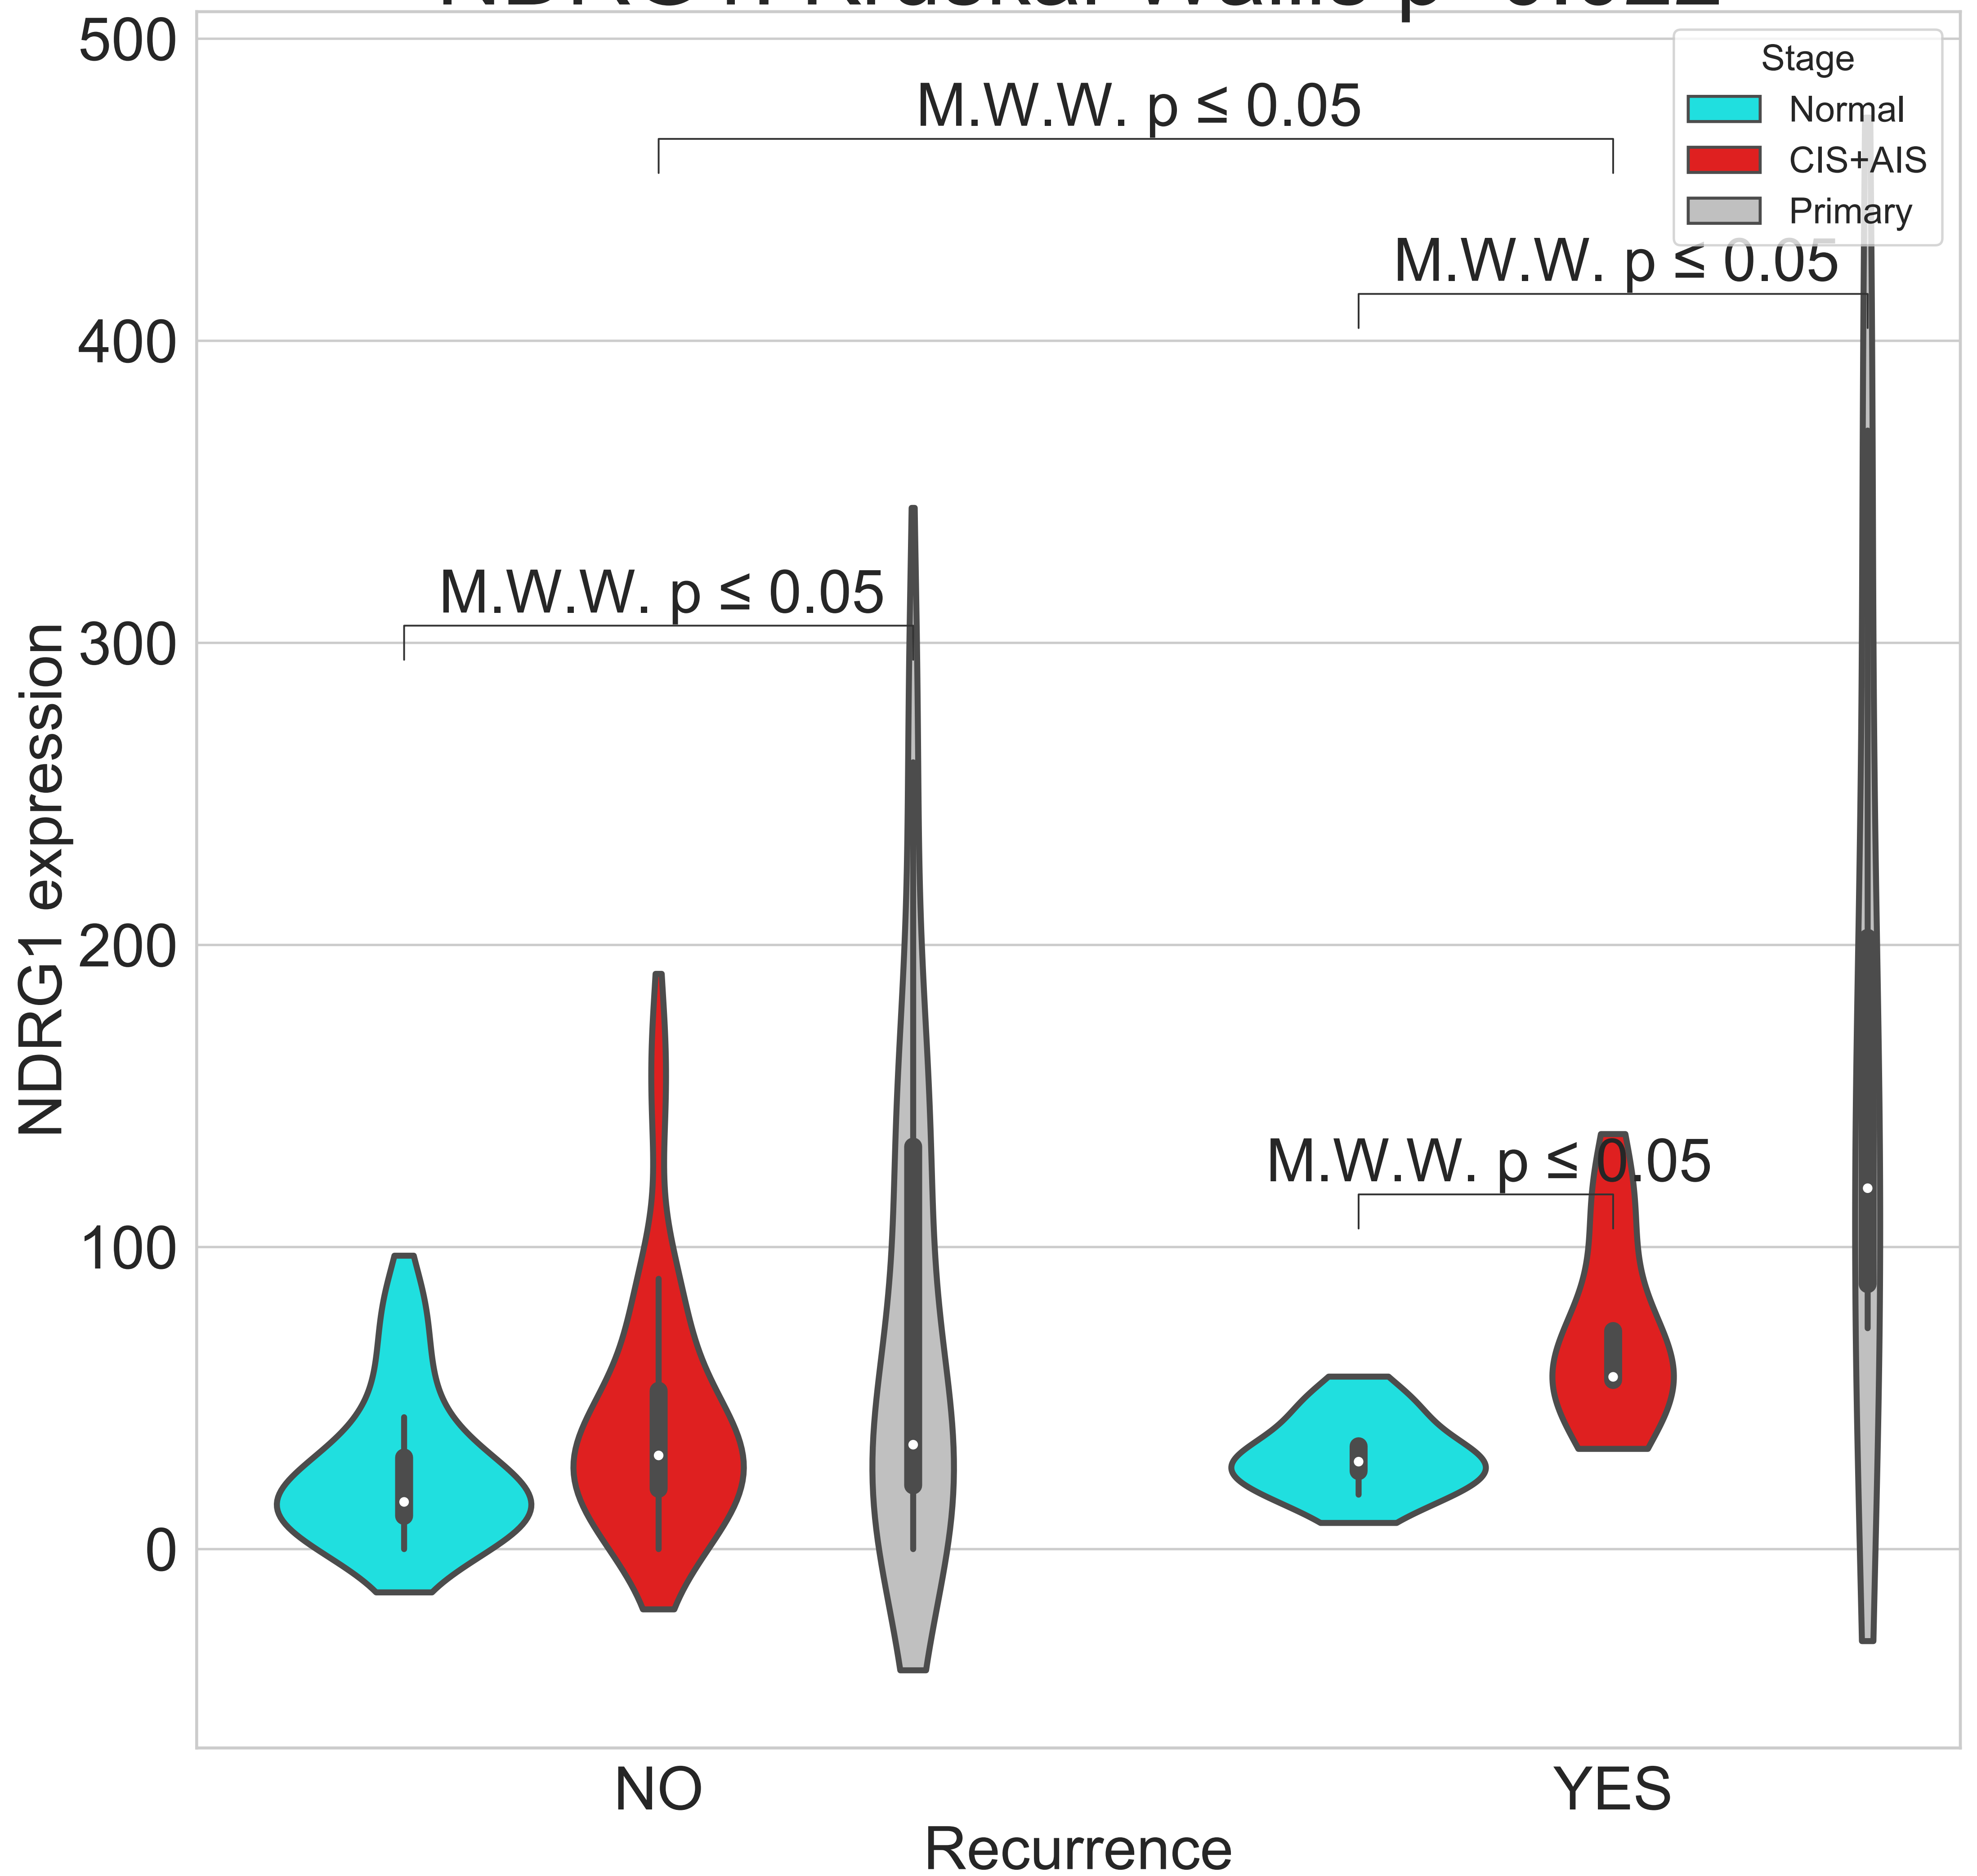 500
M.W.W. p ≤ 0.05
Stage
Normal
CIS+AIS
Primary
M.W.W. p ≤ 0.05
400
M.W.W. p ≤ 0.05
300
NDRG1 expression
200
M.W.W. p ≤ 0.05
100
0
NO
YES
Recurrence